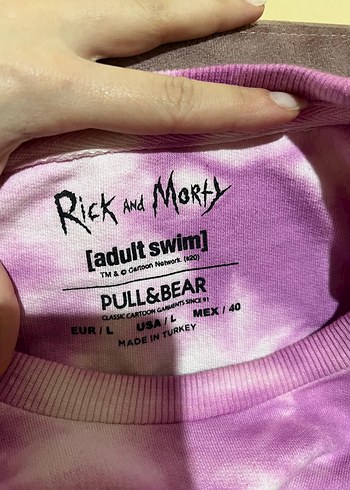 Rick and Morty
[adult swim]
TM & © Cartoon Network. (s20)
PULL&BEAR
CLASSIC CARTOON GARMENTS SINCE 91
EUR / L USA / L MEX / 40
MADE IN TURKEY